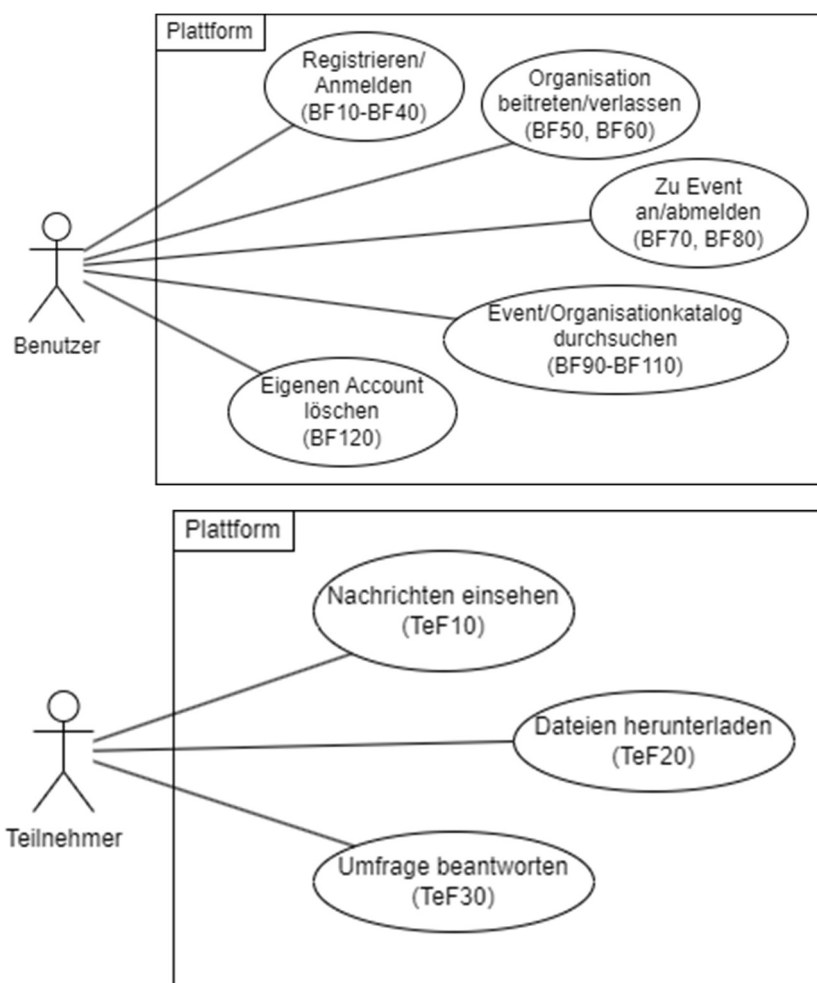 Plattform
Registrieren/
Anmelden
(BF10-BF40)
Organisation
beitreten/verlassen
(BF50, BF60)
Zu Event
an/abmelden
(BF70, BF80)
Benutzer
Event/Organisationkatalog
durchsuchen
(BF90-BF110)
Eigenen Account
löschen
(BF120)
Plattform
Nachrichten einsehen
(TeF10)
Dateien herunterladen
(TeF20)
Teilnehmer
Umfrage beantworten
(TeF30)